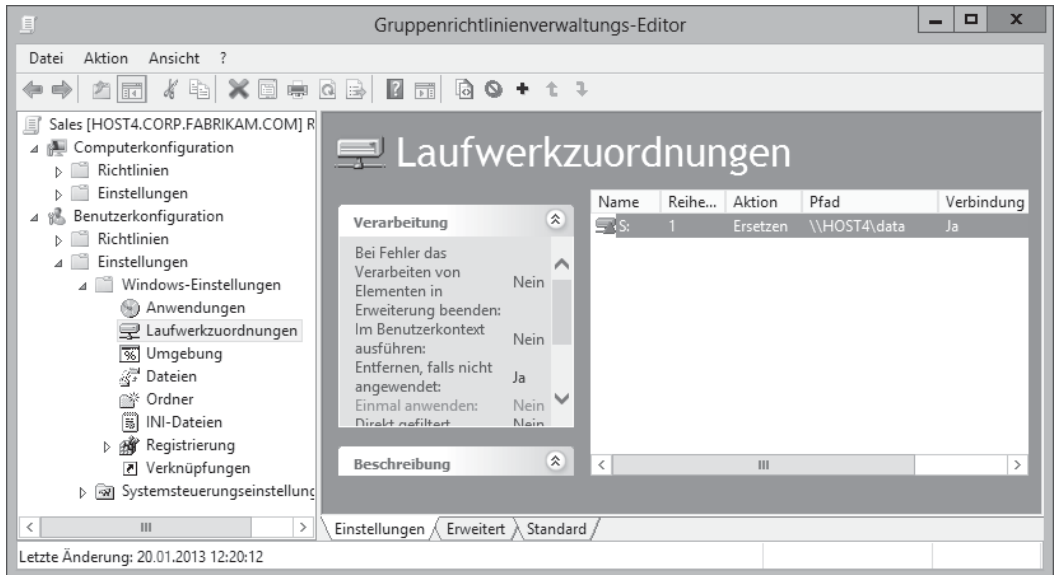 Gruppenrichtlinienverwaltungs-Editor
Datei Aktion Ansicht ?
Sales [HOST4.CORP.FABRIKAM.COM] R
Computerkonfiguration
Richtlinien
Einstellungen
Benutzerkonfiguration
Richtlinien
Einstellungen
Windows-Einstellungen
Anwendungen
Laufwerkzuordnungen
Umgebung
Dateien
Ordner
INI-Dateien
Registrierung
Verknüpfungen
Systemsteuerungseinstellung
Laufwerkzuordnungen
Verarbeitung
Bei Fehler das
Verarbeiten von
Elementen in
Erweiterung beenden: Nein
Im Benutzerkontext
ausführen: Nein
Entfernen, falls nicht
angewendet: Ja
Einmal anwenden: Nein
Direkt gefiltert Nein
Beschreibung
Name Reihe... Aktion Pfad Verbindung
S: 1 Ersetzen \\HOST4\data Ja
Einstellungen Erweitert Standard
Letzte Änderung: 20.01.2013 12:20:12